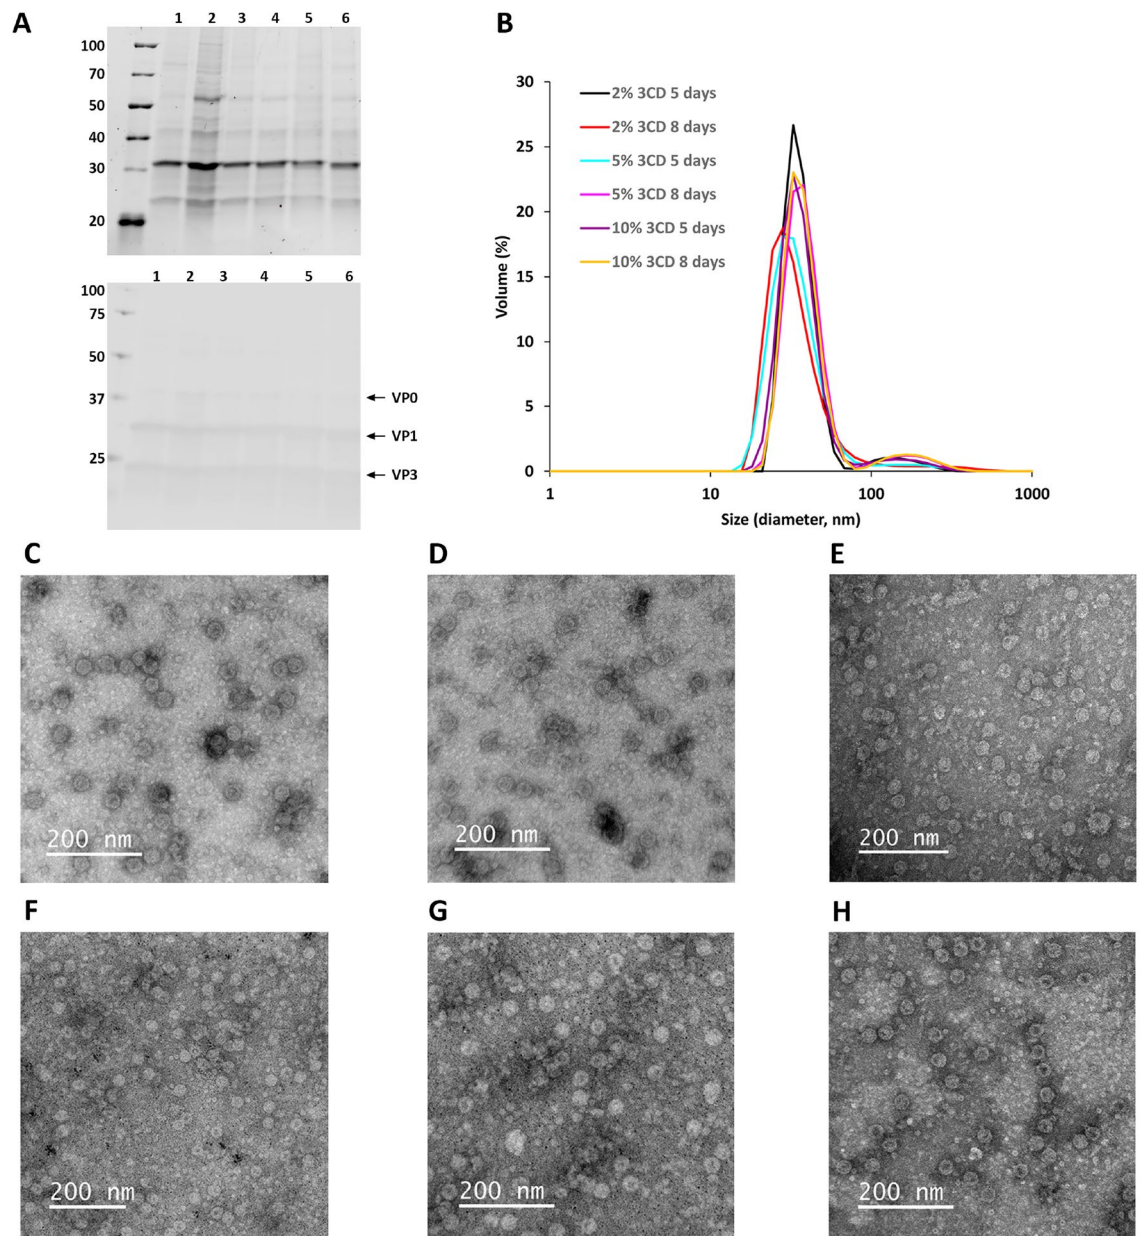 A
1 2 3 4 5 6
100
70
50
40
30
20
1 2 3 4 5 6
100
75
50
37
25
VP0
VP1
VP3
B
30
25
20
15
10
5
0
Volume (%)
2% 3CD 5 days
2% 3CD 8 days
5% 3CD 5 days
5% 3CD 8 days
10% 3CD 5 days
10% 3CD 8 days
1 10 100 1000
Size (diameter, nm)
C
200 nm
D
200 nm
E
200 nm
F
200 nm
G
200 nm
H
200 nm